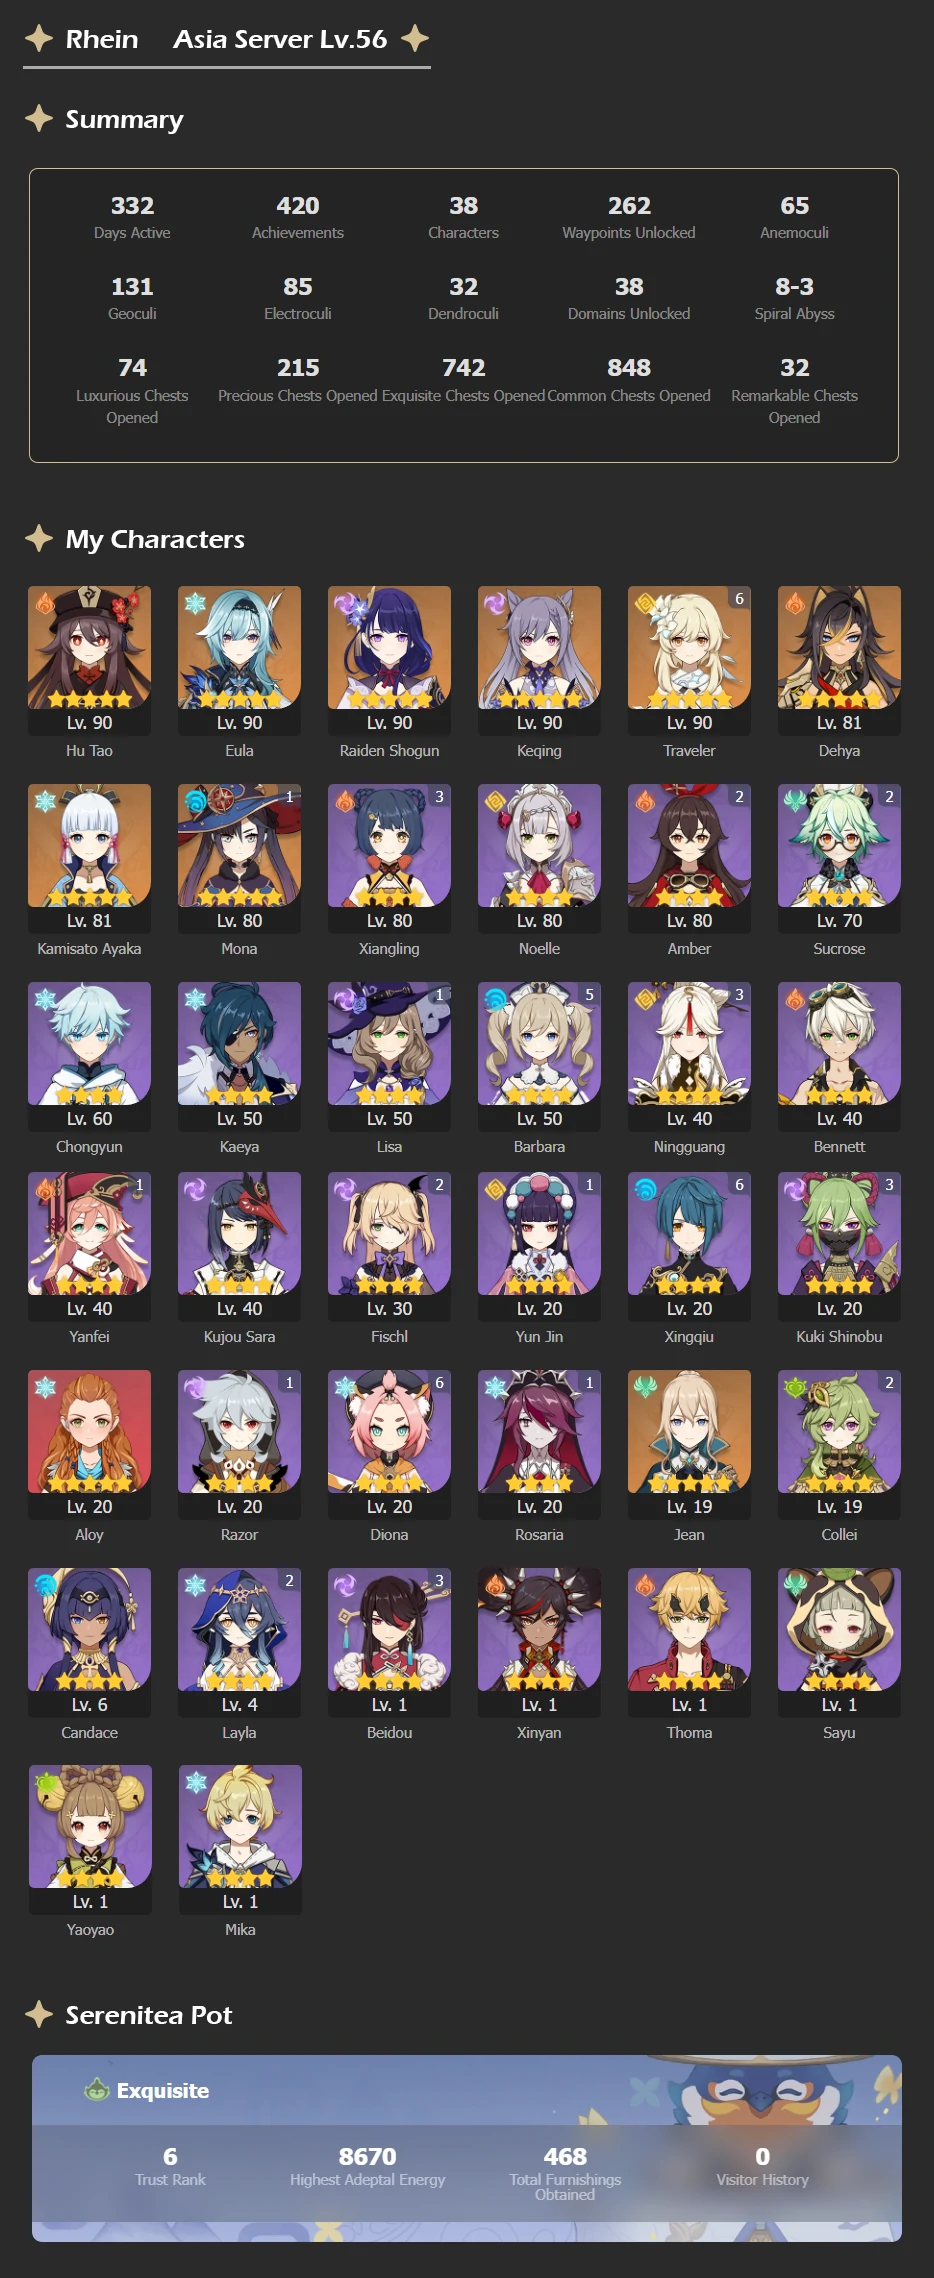 Rhein Asia Server Lv.56
Summary
332 420 38 262 65
Days Active Achievements Characters Waypoints Unlocked Anemoculi
131 85 32 38 8-3
Geoculi Electroculi Dendroculi Domains Unlocked Spiral Abyss
74 215 742 848 32
Luxurious Chests Opened Precious Chests Opened Exquisite Chests Opened Common Chests Opened Remarkable Chests Opened
My Characters
6
Lv. 90 Lv. 90 Lv. 90 Lv. 90 Lv. 90 Lv. 81
Hu Tao Eula Raiden Shogun Keqing Traveler Dehya
1 3 2 2
Lv. 81 Lv. 80 Lv. 80 Lv. 80 Lv. 80 Lv. 70
Kamisato Ayaka Mona Xiangling Noelle Amber Sucrose
1 5 3
Lv. 60 Lv. 50 Lv. 50 Lv. 50 Lv. 40 Lv. 40
Chongyun Kaeya Lisa Barbara Ningguang Bennett
1 2 1 6 3
Lv. 40 Lv. 40 Lv. 30 Lv. 20 Lv. 20 Lv. 20
Yanfei Kujou Sara Fischl Yun Jin Xingqiu Kuki Shinobu
1 6 1 2
Lv. 20 Lv. 20 Lv. 20 Lv. 20 Lv. 19 Lv. 19
Aloy Razor Diona Rosaria Jean Collei
2 3
Lv. 6 Lv. 4 Lv. 1 Lv. 1 Lv. 1 Lv. 1
Candace Layla Beidou Xinyan Thoma Sayu
Lv. 1 Lv. 1
Yaoyao Mika
Serenitea Pot
Exquisite
6 8670 468 0
Trust Rank Highest Adeptal Energy Total Furnishings Obtained Visitor History